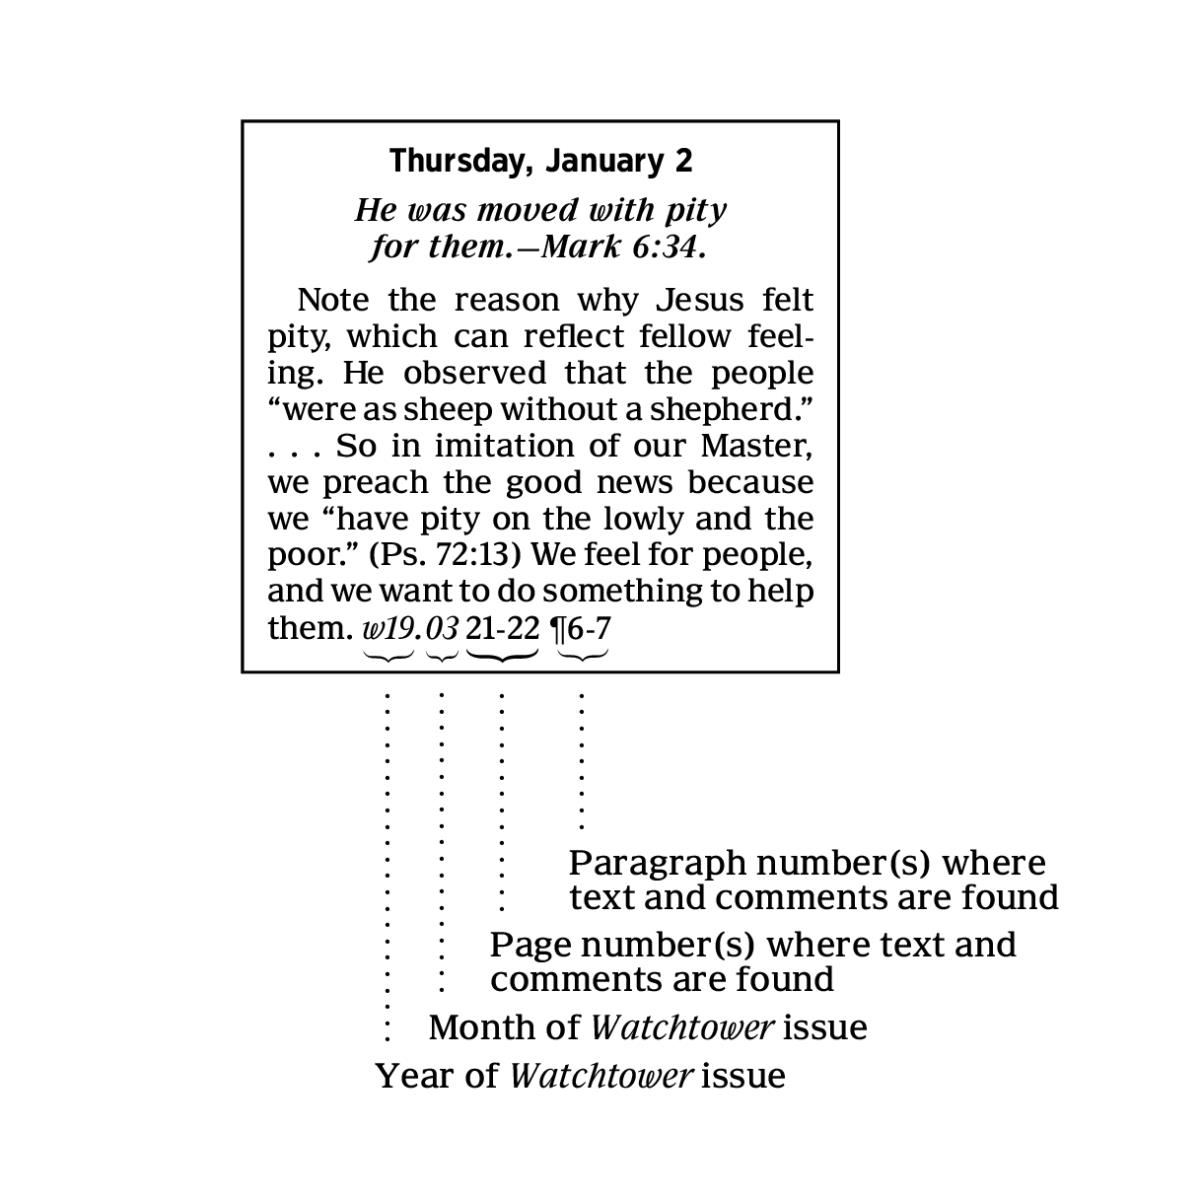 Thursday, January 2
He was moved with pity
for them.—Mark 6:34.
Note the reason why Jesus felt
pity, which can reflect fellow feel-
ing. He observed that the people
“were as sheep without a shepherd.”
. . . So in imitation of our Master,
we preach the good news because
we “have pity on the lowly and the
poor.” (Ps. 72:13) We feel for people,
and we want to do something to help
them. w19.03 21-22 ¶6-7
Paragraph number(s) where
text and comments are found
Page number(s) where text and
comments are found
Month of Watchtower issue
Year of Watchtower issue